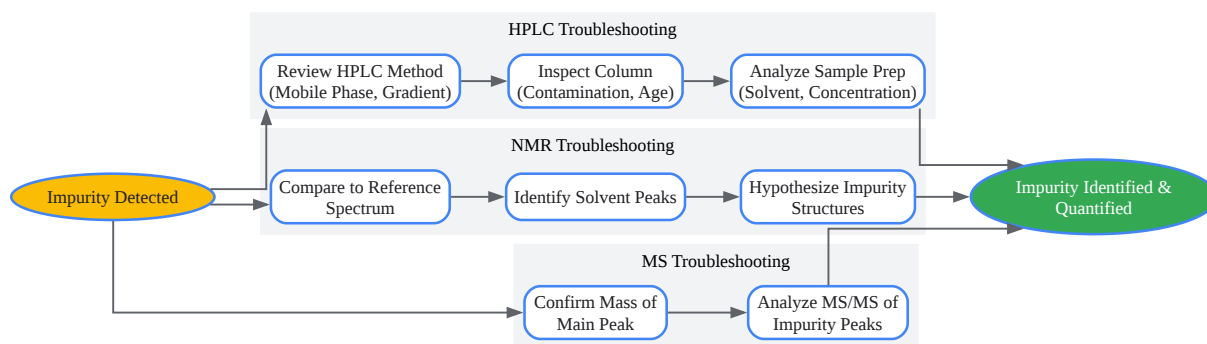 HPLC Troubleshooting
Review HPLC Method
(Mobile Phase, Gradient)
Inspect Column
(Contamination, Age)
Analyze Sample Prep
(Solvent, Concentration)
NMR Troubleshooting
Impurity Detected
Compare to Reference
Spectrum
Identify Solvent Peaks
Hypothesize Impurity
Structures
Impurity Identified &
Quantified
MS Troubleshooting
Confirm Mass of
Main Peak
Analyze MS/MS of
Impurity Peaks